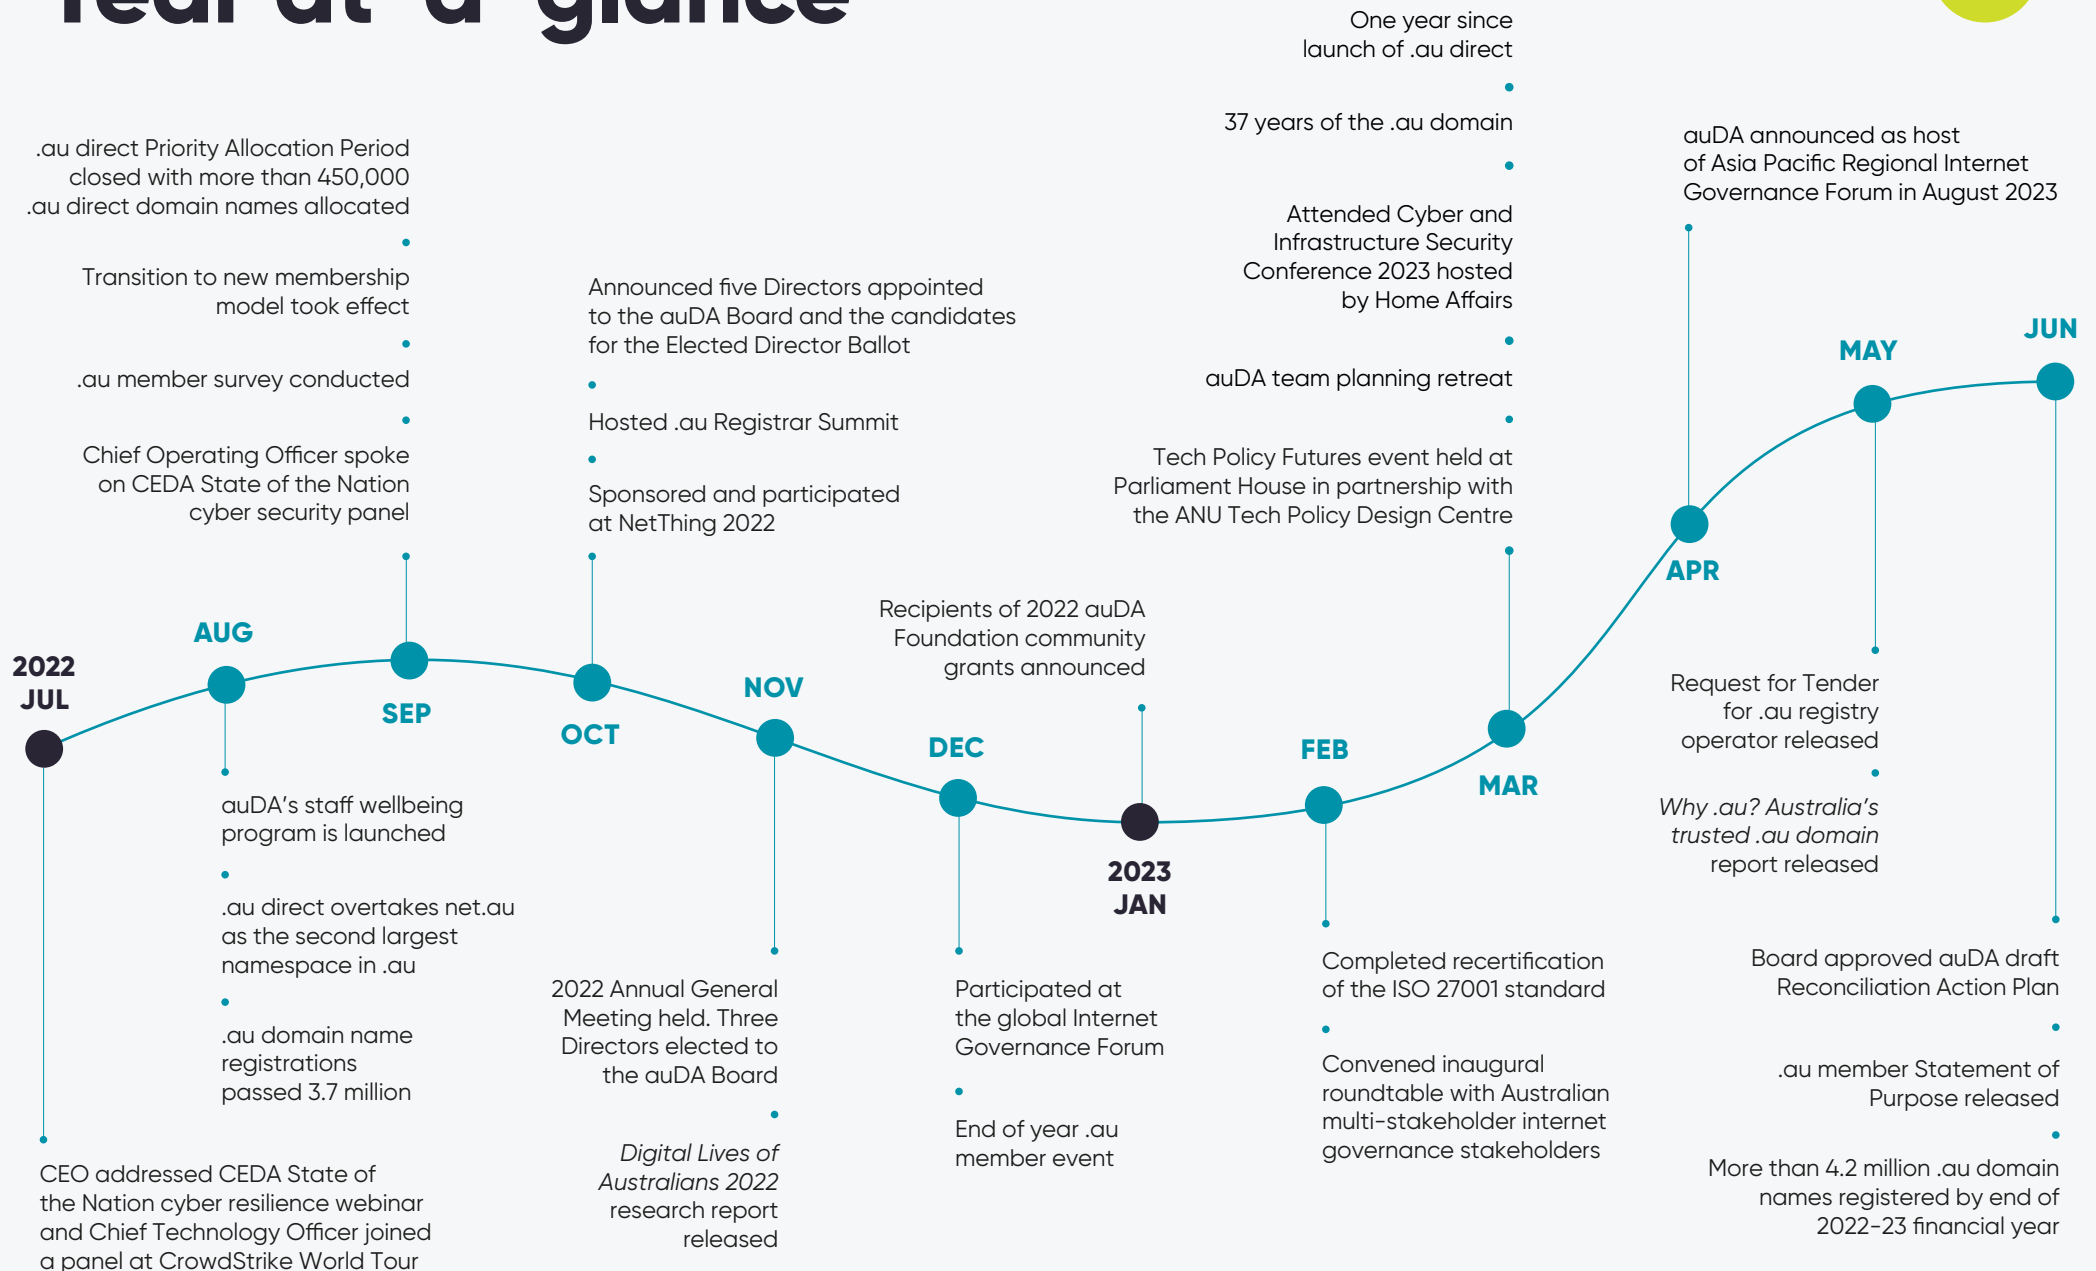 Year-at-a-glance
2022
JUL
CEO addressed CEDA State of
the Nation cyber resilience webinar
and Chief Technology Officer joined
a panel at CrowdStrike World Tour
AUG
auDA's staff wellbeing
program is launched
.au direct overtakes net.au
as the second largest
namespace in .au
.au domain name
registrations
passed 3.7 million
.au direct Priority Allocation Period
closed with more than 450,000
.au direct domain names allocated
Transition to new membership
model took effect
.au member survey conducted
Chief Operating Officer spoke
on CEDA State of the Nation
cyber security panel
SEP
Announced five Directors appointed
to the auDA Board and the candidates
for the Elected Director Ballot
Hosted .au Registrar Summit
Sponsored and participated
at NetThing 2022
OCT
NOV
2022 Annual General
Meeting held. Three
Directors elected to
the auDA Board
Digital Lives of
Australians 2022
research report
released
DEC
Participated at
the global Internet
Governance Forum
End of year .au
member event
Recipients of 2022 auDA
Foundation community
grants announced
2023
JAN
FEB
Completed recertification
of the ISO 27001 standard
Convened inaugural
roundtable with Australian
multi-stakeholder internet
governance stakeholders
One year since
launch of .au direct
37 years of the .au domain
Attended Cyber and
Infrastructure Security
Conference 2023 hosted
by Home Affairs
auDA team planning retreat
Tech Policy Futures event held at
Parliament House in partnership with
the ANU Tech Policy Design Centre
MAR
auDA announced as host
of Asia Pacific Regional Internet
Governance Forum in August 2023
APR
MAY
Request for Tender
for .au registry
operator released
Why .au? Australia's
trusted .au domain
report released
JUN
Board approved auDA draft
Reconciliation Action Plan
.au member Statement of
Purpose released
More than 4.2 million .au domain
names registered by end of
2022-23 financial year